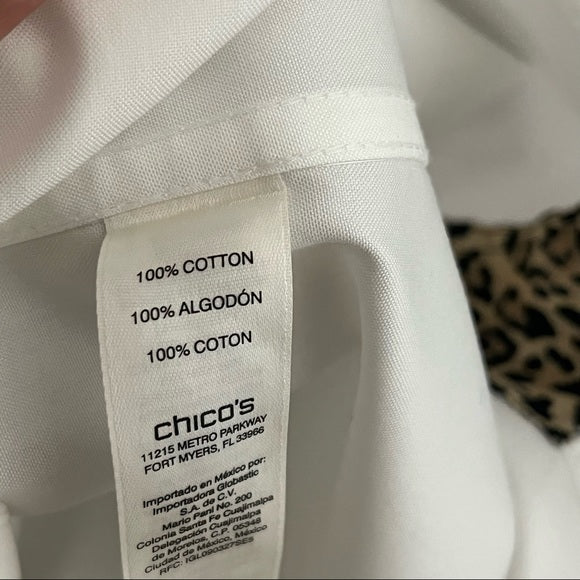 100% COTTON
100% ALGODÓN
100% COTON
chico's
11215 METRO PARKWAY
FORT MYERS, FL 33966
Importado en México por:
Importadora Globastic
S.A. de C.V.
Mario Pani No. 200
Colonia Santa Fe Cuajimalpa
Delegación Cuajimalpa
de Morelos, C.P. 05348
Ciudad de México, México
RFC: IGL090327SE5